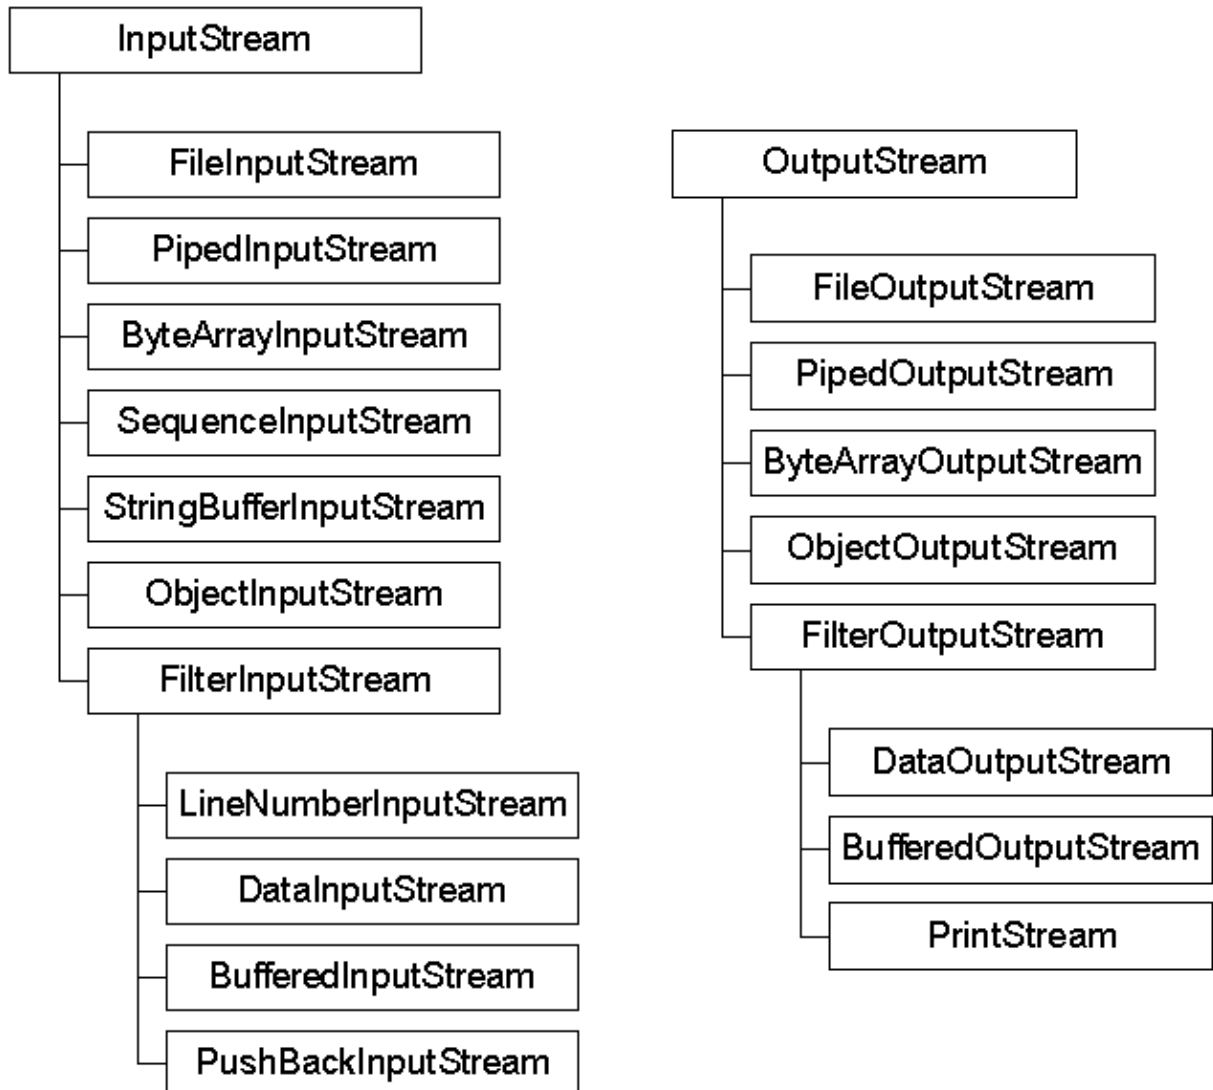 InputStream
FileInputStream
PipedInputStream
ByteArrayInputStream
SequenceInputStream
StringBufferInputStream
ObjectInputStream
FilterInputStream
LineNumberInputStream
DataInputStream
BufferedInputStream
PushBackInputStream
OutputStream
FileOutputStream
PipedOutputStream
ByteArrayOutputStream
ObjectOutputStream
FilterOutputStream
DataOutputStream
BufferedOutputStream
PrintStream